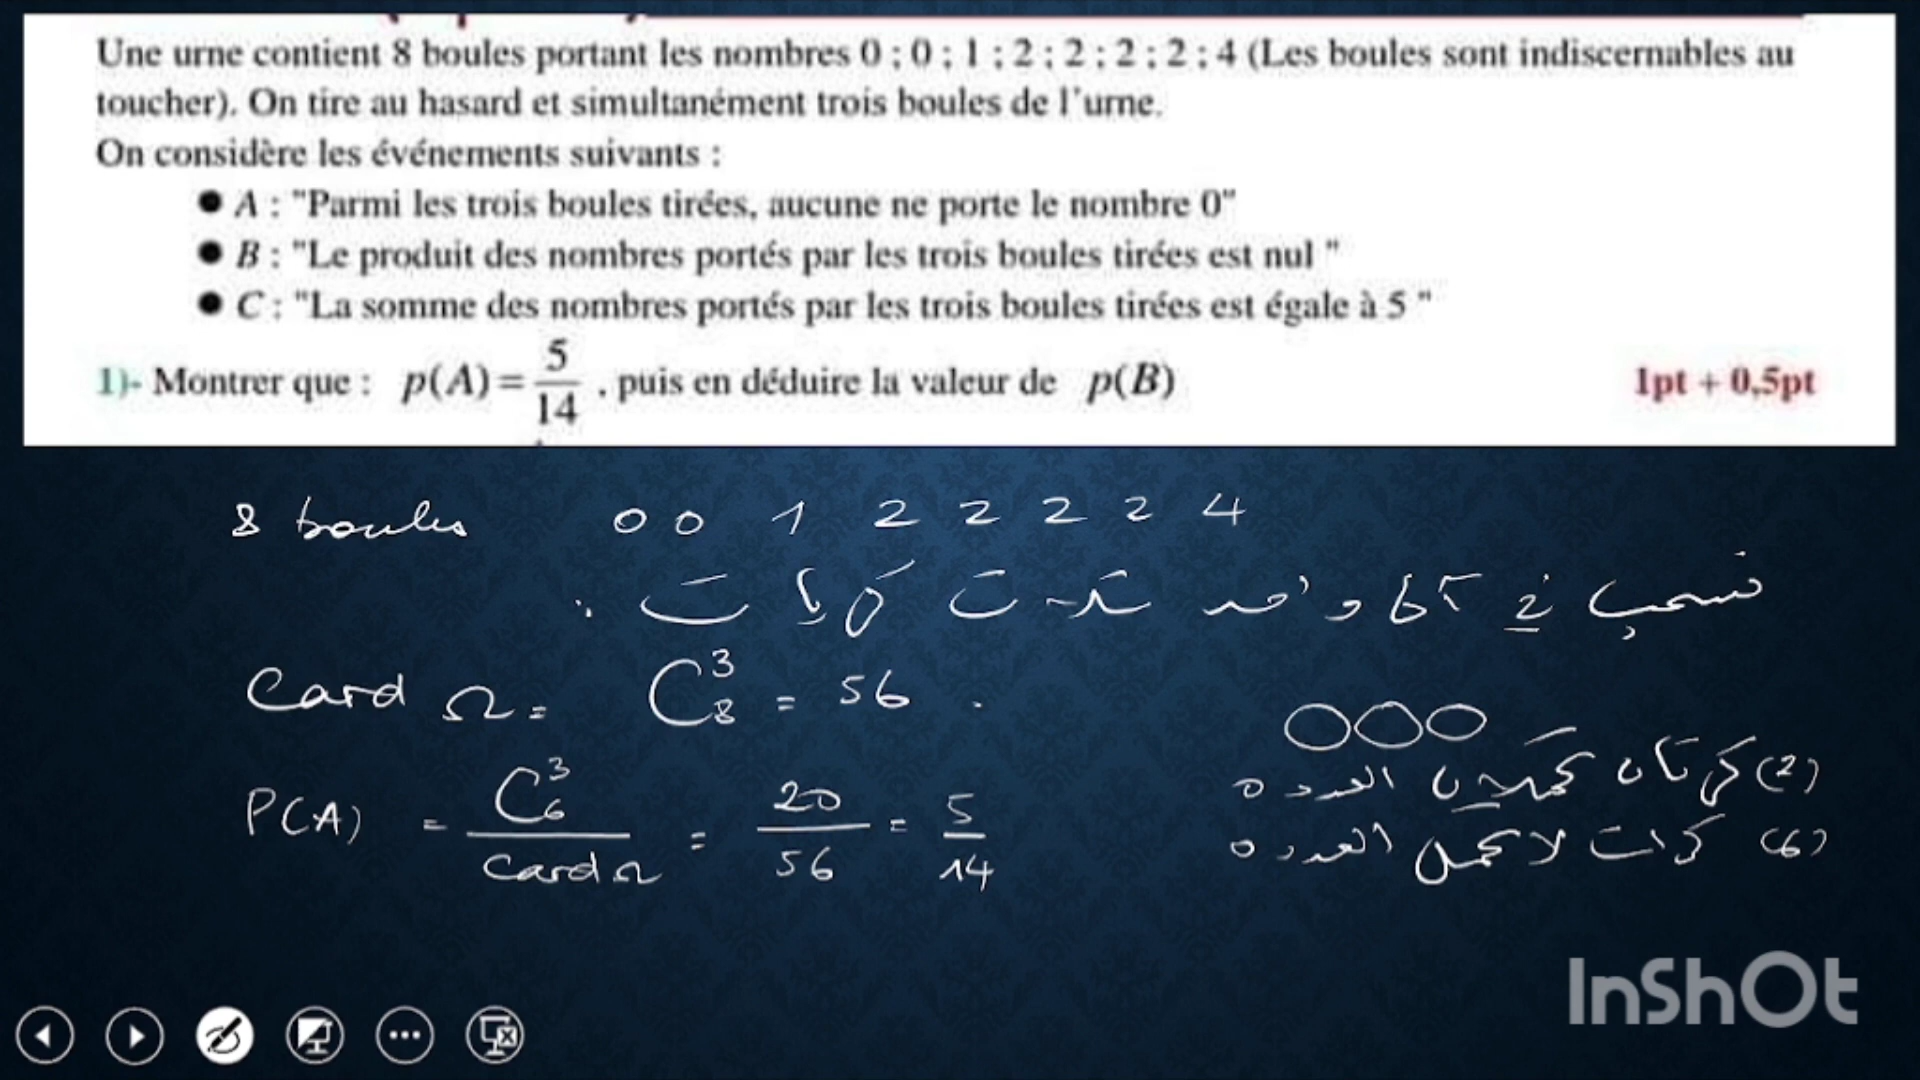 Une urne contient 8 boules portant les nombres 0 ; 0 ; 1 ; 2 ; 2 ; 2 ; 2 ; 4 (Les boules sont indiscernables au
toucher). On tire au hasard et simultanément trois boules de l'urne.
On considère les événements suivants :
● A : "Parmi les trois boules tirées, aucune ne porte le nombre 0"
● B : "Le produit des nombres portés par les trois boules tirées est nul "
● C : "La somme des nombres portés par les trois boules tirées est égale à 5 "
1)- Montrer que : p(A) = 5/14 . puis en déduire la valeur de p(B) 1pt + 0,5pt
8 boules 0 0 1 2 2 2 2 4
نسحب في آن واحد ثلاث كريات :
Card Ω = C_8^3 = 56 .
(2) كرتان تحملان العدد 0
P(A) = C_6^3 / Card Ω = 20/56 = 5/14
(6) كرات لا تحمل العدد 0
InShOt